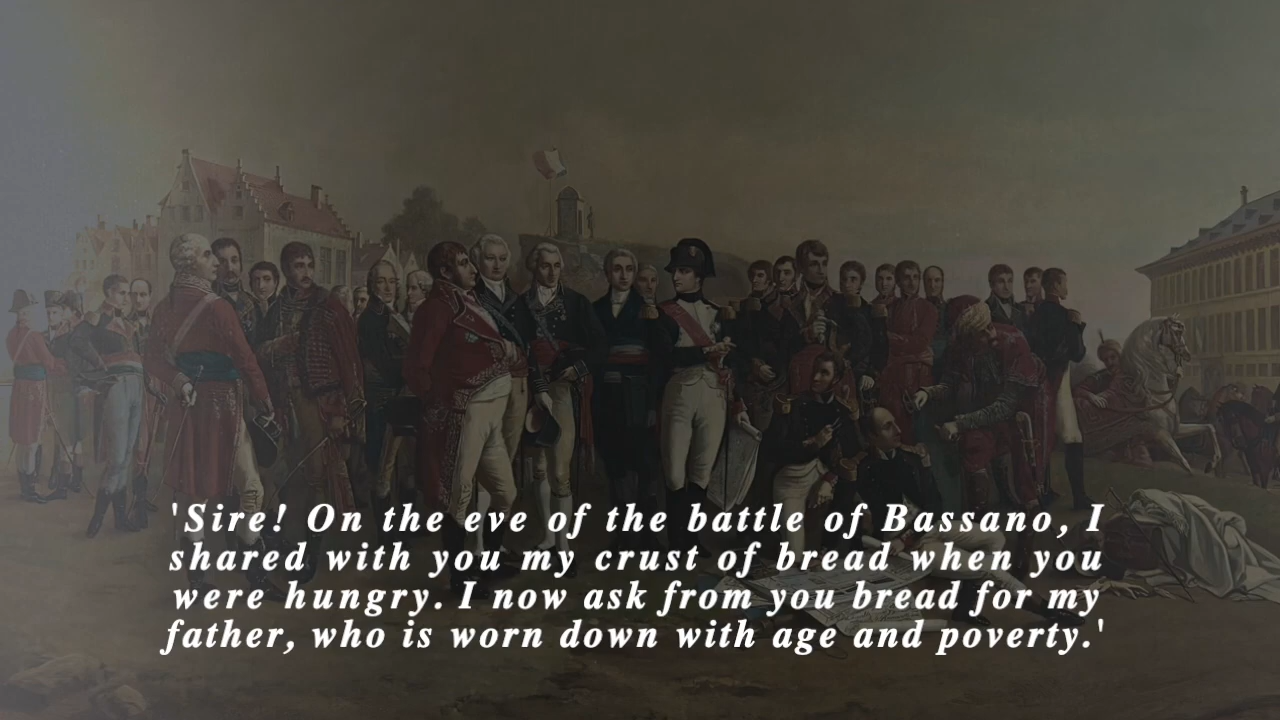 'Sire! On the eve of the battle of Bassano, I
shared with you my crust of bread when you
were hungry. I now ask from you bread for my
father, who is worn down with age and poverty.'